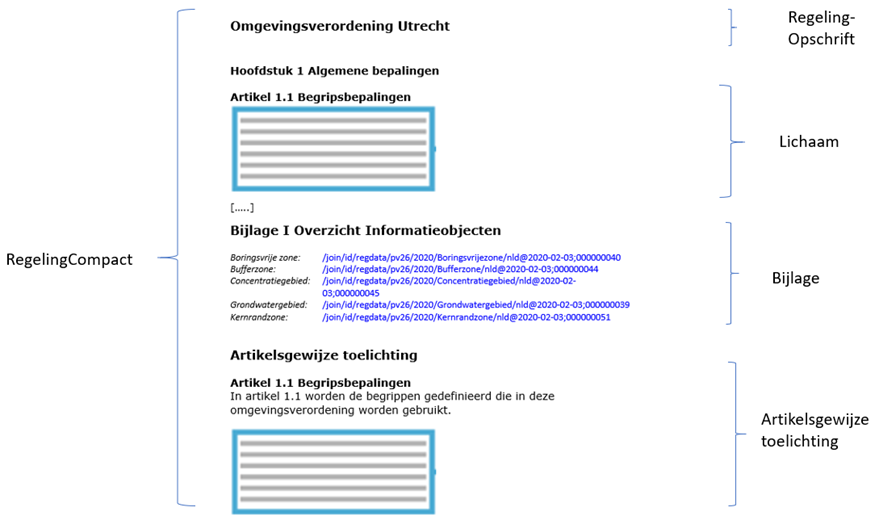 Omgevingsverordening Utrecht
Regeling-
Opschrift
Hoofdstuk 1 Algemene bepalingen
Artikel 1.1 Begripsbepalingen
Lichaam
[.....]
Bijlage I Overzicht Informatieobjecten
RegelingCompact
Boringsvrije zone: /join/id/regdata/pv26/2020/Boringsvrijezone/nld@2020-02-03;000000040
Bufferzone: /join/id/regdata/pv26/2020/Bufferzone/nld@2020-02-03;000000044
Concentratiegebied: /join/id/regdata/pv26/2020/Concentratiegebied/nld@2020-02-
03;000000045
Grondwatergebied: /join/id/regdata/pv26/2020/Grondwatergebied/nld@2020-02-03;000000039
Kernrandzone: /join/id/regdata/pv26/2020/Kernrandzone/nld@2020-02-03;000000051
Bijlage
Artikelsgewijze toelichting
Artikel 1.1 Begripsbepalingen
In artikel 1.1 worden de begrippen gedefinieerd die in deze
omgevingsverordening worden gebruikt.
Artikelsgewijze
toelichting